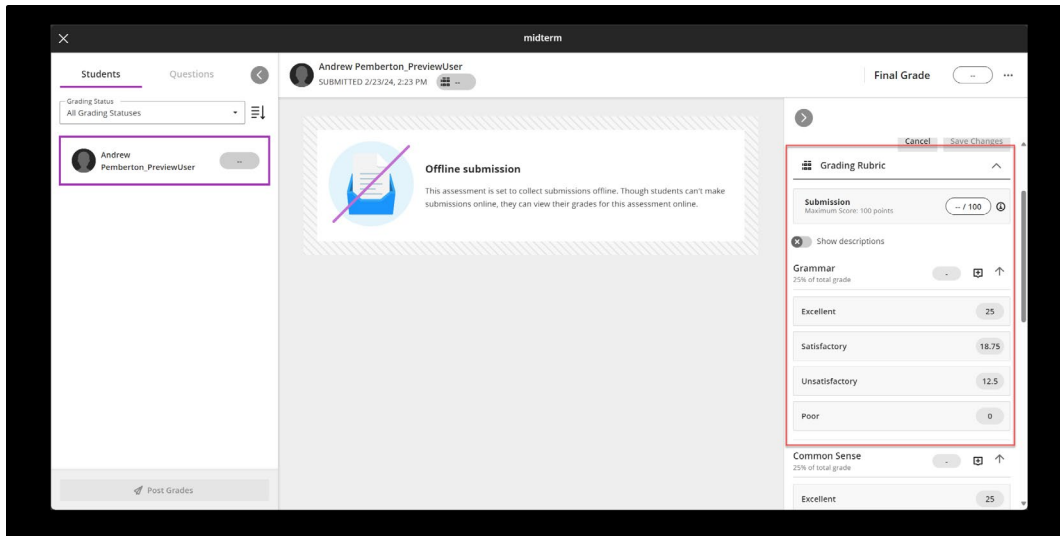 midterm
Students
Questions
Grading Status
All Grading Statuses
Andrew
Pemberton_PreviewUser
--
Post Grades
Andrew Pemberton_PreviewUser
SUBMITTED 2/23/24, 2:23 PM
--
Final Grade
--
Offline submission
This assessment is set to collect submissions offline. Though students can't make
submissions online, they can view their grades for this assessment online.
Cancel
Save Changes
Grading Rubric
Submission
Maximum Score: 100 points
-- / 100
Show descriptions
Grammar
25% of total grade
-
Excellent
25
Satisfactory
18.75
Unsatisfactory
12.5
Poor
0
Common Sense
25% of total grade
-
Excellent
25